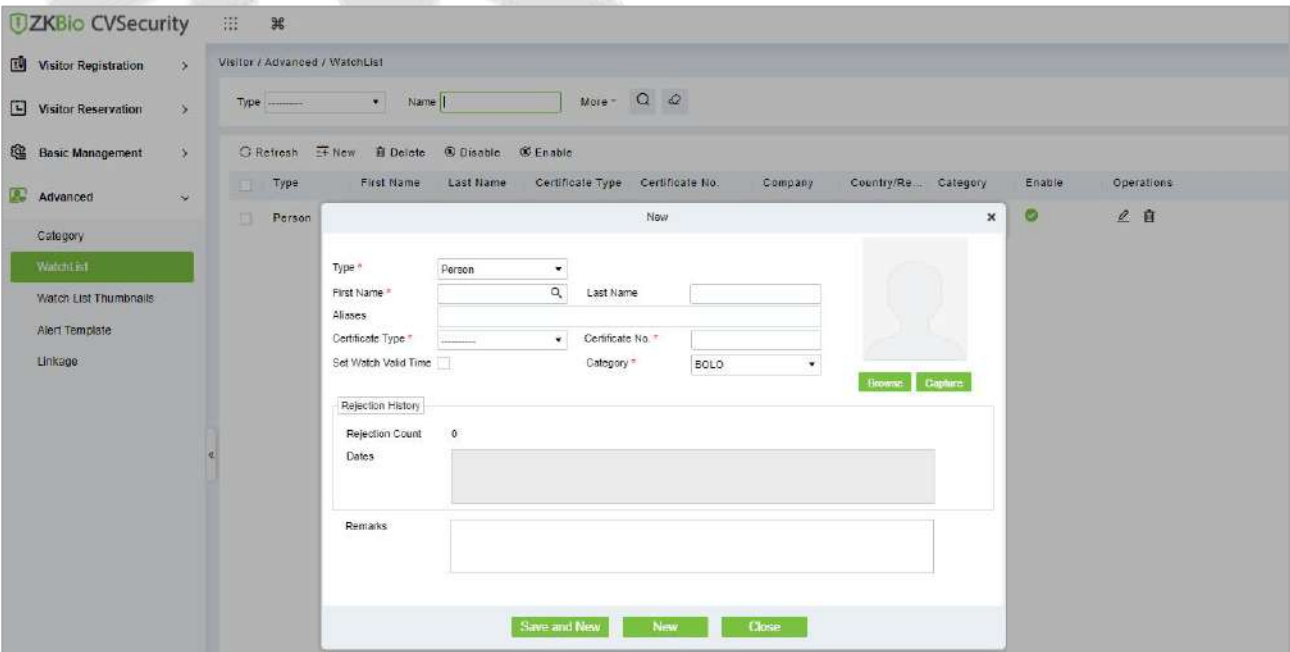 ZKBio CVSecurity
Visitor Registration
Visitor Reservation
Basic Management
Advanced
Category
WatchList
Watch List Thumbnails
Alert Template
Linkage
Visitor / Advanced / WatchList
Type ---------- Name More
Refresh New Delete Disable Enable
Type First Name Last Name Certificate Type Certificate No. Company Country/Re... Category Enable Operations
Person
New
Type * Person
First Name * Last Name
Aliases
Certificate Type * ---------- Certificate No. *
Set Watch Valid Time Category * BOLO
Browse Capture
Rejection History
Rejection Count 0
Dates
Remarks
Save and New New Close